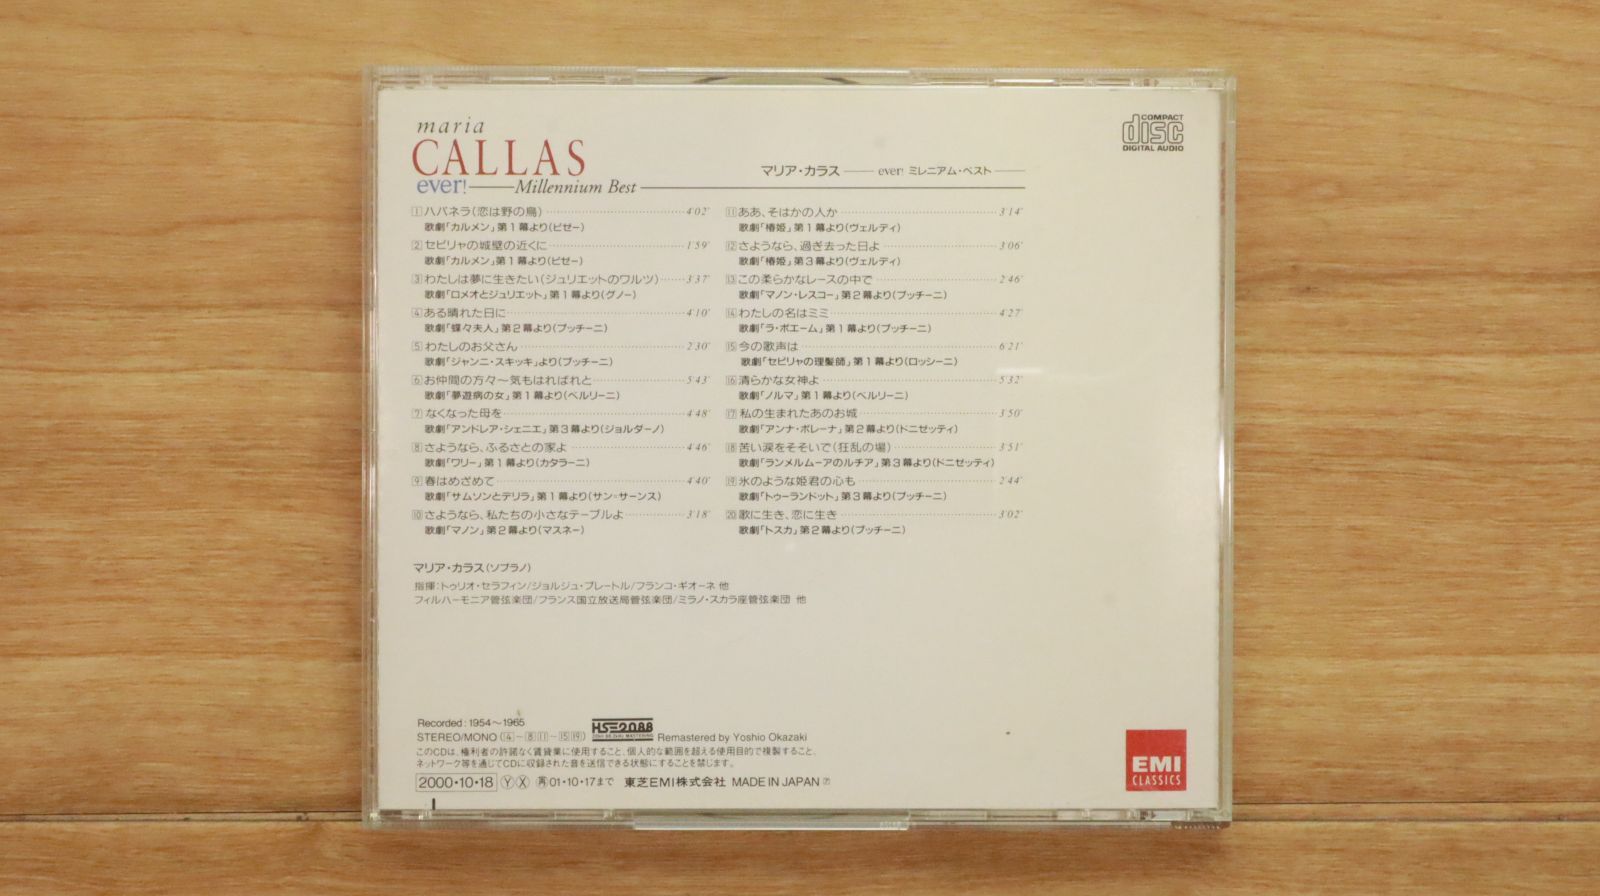 maria
CALLAS
ever! Millennium Best
マリア・カラス ever! ミレニアム・ベスト
COMPACT
disc
DIGITAL AUDIO
1 ハバネラ(恋は野の鳥) 4'02"
歌劇「カルメン」第1幕より(ビゼー)
2 セビリャの城壁の近くに 1'59"
歌劇「カルメン」第1幕より(ビゼー)
3 わたしは夢に生きたい(ジュリエットのワルツ) 3'37"
歌劇「ロメオとジュリエット」第1幕より(グノー)
4 ある晴れた日に 4'10"
歌劇「蝶々夫人」第2幕より(プッチーニ)
5 わたしのお父さん 2'30"
歌劇「ジャンニ・スキッキ」より(プッチーニ)
6 お仲間の方々～気もはればれと 5'43"
歌劇「夢遊病の女」第1幕より(ベルリーニ)
7 なくなった母を 4'48"
歌劇「アンドレア・シェニエ」第3幕より(ジョルダーノ)
8 さようなら、ふるさとの家よ 4'46"
歌劇「ワリー」第1幕より(カタラーニ)
9 春はめざめて 4'40"
歌劇「サムソンとデリラ」第1幕より(サン=サーンス)
10 さようなら、私たちの小さなテーブルよ 3'18"
歌劇「マノン」第2幕より(マスネー)
11 ああ、そはかの人か 3'14"
歌劇「椿姫」第1幕より(ヴェルディ)
12 さようなら、過ぎ去った日よ 3'06"
歌劇「椿姫」第3幕より(ヴェルディ)
13 この柔らかなレースの中で 2'46"
歌劇「マノン・レスコー」第2幕より(プッチーニ)
14 わたしの名はミミ 4'27"
歌劇「ラ・ボエーム」第1幕より(プッチーニ)
15 今の歌声は 6'21"
歌劇「セビリャの理髪師」第1幕より(ロッシーニ)
16 清らかな女神よ 5'32"
歌劇「ノルマ」第1幕より(ベルリーニ)
17 私の生まれたあのお城 3'50"
歌劇「アンナ・ボレーナ」第2幕より(ドニゼッティ)
18 苦い涙をそそいで(狂乱の場) 3'51"
歌劇「ランメルムーアのルチア」第3幕より(ドニゼッティ)
19 氷のような姫君の心も 2'44"
歌劇「トゥーランドット」第3幕より(プッチーニ)
20 歌に生き、恋に生き 3'02"
歌劇「トスカ」第2幕より(プッチーニ)
マリア・カラス(ソプラノ)
指揮:トゥリオ・セラフィン/ジョルジュ・プレートル/フランコ・ギオーネ 他
フィルハーモニア管弦楽団/フランス国立放送局管弦楽団/ミラノ・スカラ座管弦楽団 他
Recorded: 1954～1965
STEREO/MONO (4-8 11-15 19) HS-2088 Remastered by Yoshio Okazaki
このCDは、権利者の許諾なく賃貸業に使用すること、個人的な範囲を超える使用目的で複製すること、
ネットワーク等を通じてCDに収録された音を送信できる状態にすることを禁じます。
2000・10・18 Ⓨ Ⓧ ㊢01・10・17まで 東芝EMI株式会社 MADE IN JAPAN
EMI
CLASSICS